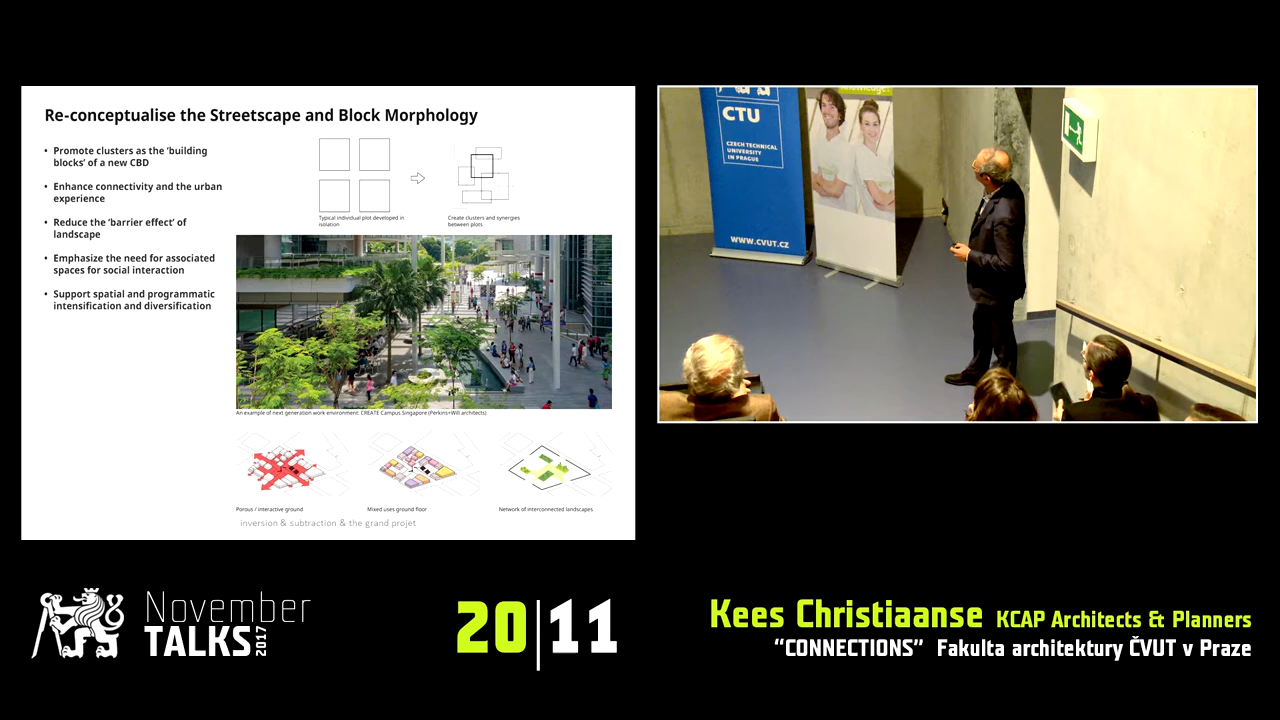 Re-conceptualise the Streetscape and Block Morphology
• Promote clusters as the ‘building
blocks’ of a new CBD
• Enhance connectivity and the urban
experience
• Reduce the ‘barrier effect’ of
landscape
• Emphasize the need for associated
spaces for social interaction
• Support spatial and programmatic
intensification and diversification
Typical individual plot developed in
isolation
Create clusters and synergies
between plots
An example of next generation work environment: CREATE Campus Singapore (Perkins+Will architects)
Porous / interactive ground
Mixed uses ground floor
Network of interconnected landscapes
inversion & subtraction & the grand projet
CTU
CZECH TECHNICAL
UNIVERSITY
IN PRAGUE
WWW.CVUT.CZ
November
TALKS 2017
20|11
Kees Christiaanse KCAP Architects & Planners
“CONNECTIONS” Fakulta architektury ČVUT v Praze